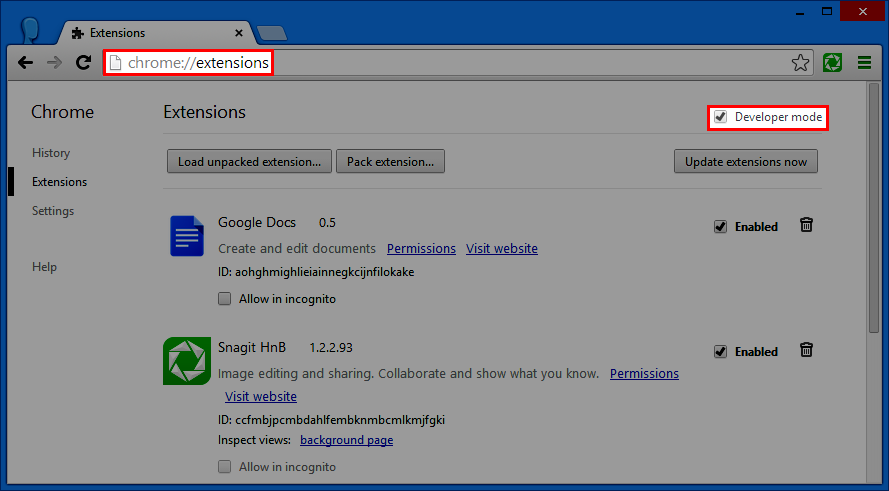 Extensions
chrome://extensions
Chrome
Extensions
Developer mode
History
Extensions
Settings
Help
Load unpacked extension...
Pack extension...
Update extensions now
Google Docs 0.5
Enabled
Create and edit documents Permissions Visit website
ID: aohghmighlieiainnegkcijnfilokake
Allow in incognito
Snagit HnB 1.2.2.93
Enabled
Image editing and sharing. Collaborate and show what you know. Permissions
Visit website
ID: ccfmbjpcmbdahlfembknmbcmlkmjfgki
Inspect views: background page
Allow in incognito